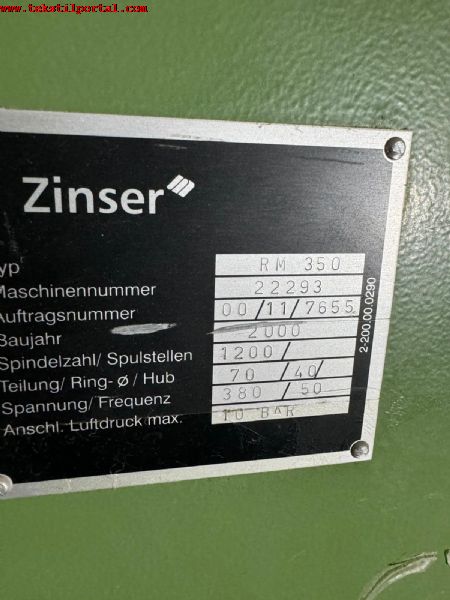 www.tekstilportal.com
Zinser
yp RM 350
Maschinennummer 22293
Auftragsnummer 00/11/7655
Baujahr 2000
Spindelzahl/Spulstellen 1200/
Teilung/Ring-ø/Hub 70/40/
Spannung/Frequenz 380/50
Anschl. Luftdruck max. 10 BAR
2-200.00.0290